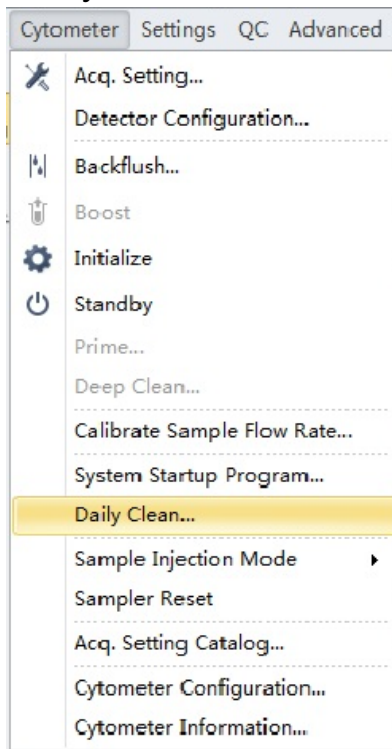 Cytometer Settings QC Advanced
Acq. Setting...
Detector Configuration...
Backflush...
Boost
Initialize
Standby
Prime...
Deep Clean...
Calibrate Sample Flow Rate...
System Startup Program...
Daily Clean...
Sample Injection Mode
Sampler Reset
Acq. Setting Catalog...
Cytometer Configuration...
Cytometer Information...